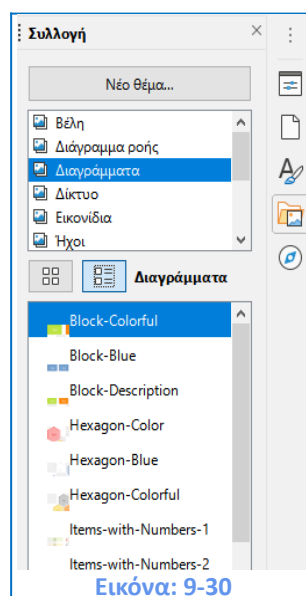 Συλλογή
Νέο θέμα...
Βέλη
Διάγραμμα ροής
Διαγράμματα
Δίκτυο
Εικονίδια
Ήχοι
Διαγράμματα
Block-Colorful
Block-Blue
Block-Description
Hexagon-Color
Hexagon-Blue
Hexagon-Colorful
Items-with-Numbers-1
Items-with-Numbers-2
Εικόνα: 9-30